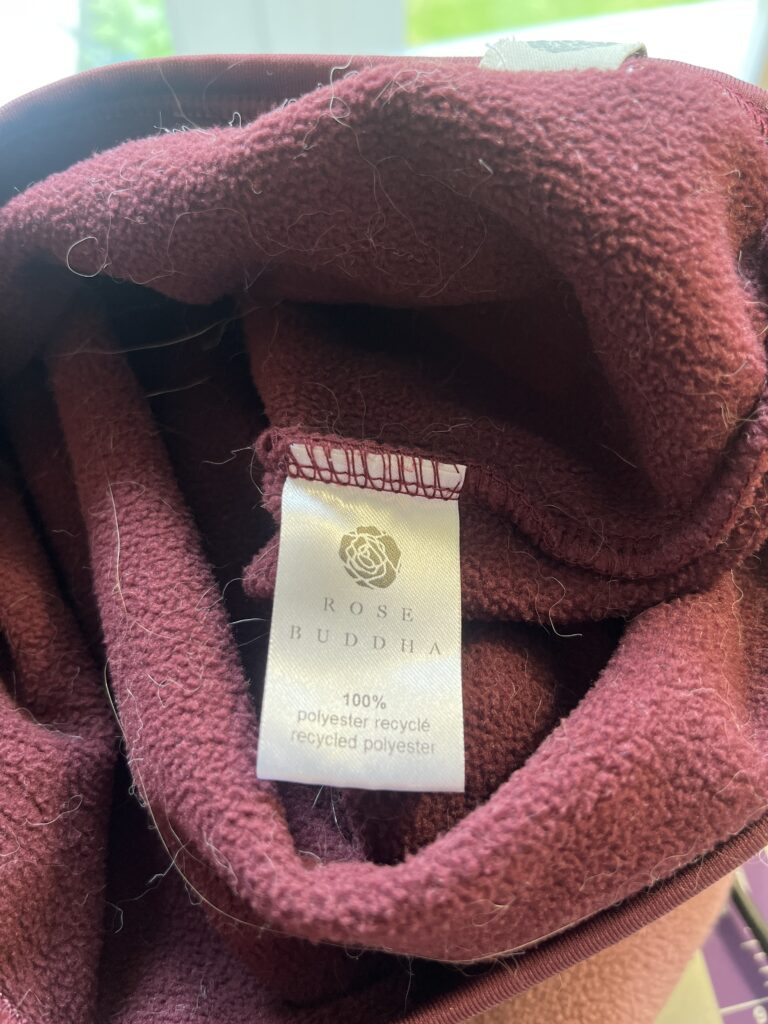 ROSE
BUDDHA
100%
polyester recyclé
recycled polyester